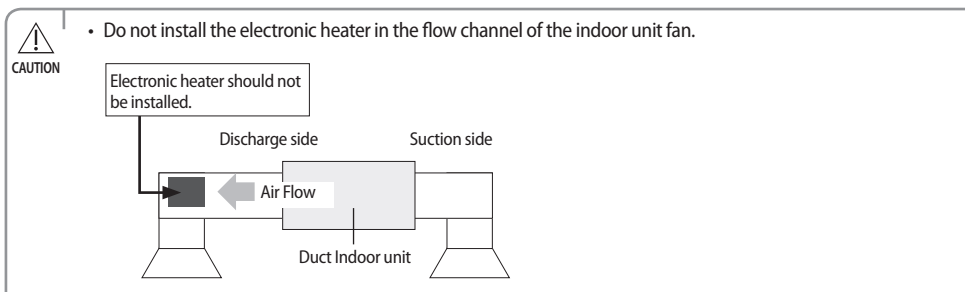 • Do not install the electronic heater in the flow channel of the indoor unit fan.
CAUTION
Electronic heater should not
be installed.
Discharge side
Suction side
Air Flow
Duct Indoor unit